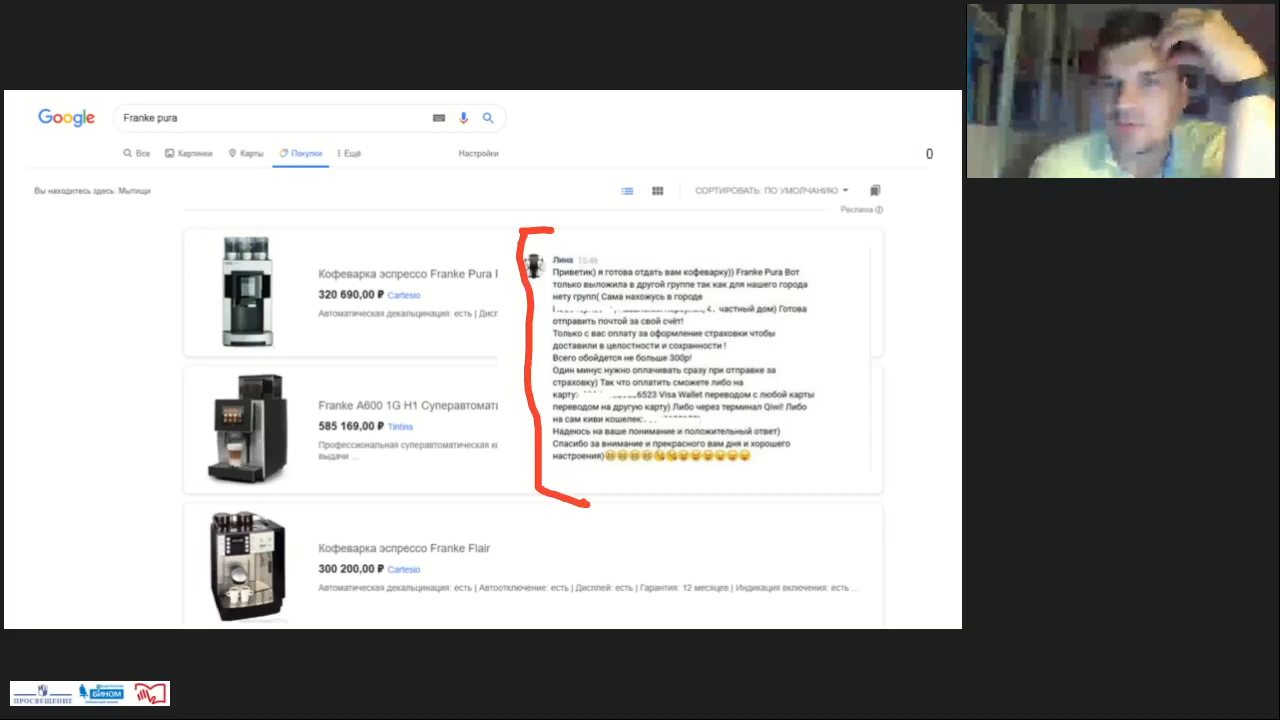 Google
Franke pura
Все
Картинки
Карты
Покупки
Ещё
Настройки
0
Вы находитесь здесь: Мытищи
СОРТИРОВАТЬ: ПО УМОЛЧАНИЮ
Реклама
Кофеварка эспрессо Franke Pura
320 690,00 ₽ Cartesio
Автоматическая декальцинация: есть |
Лина 15:46
Приветик) я готова отдать вам кофеварку)) Franke Pura Вот
только выложила в другой группе так как для нашего города
нету групп( Сама нахожусь в городе
частный дом) Готова
отправить почтой за свой счёт!
Только с вас оплату за оформление страховки чтобы
доставили в целостности и сохранности !
Всего обойдется не больше 300р!
Один минус нужно оплачивать сразу при отправке за
страховку) Так что оплатить сможете либо на
карту: 6523 Visa Wallet переводом с любой карты
переводом на другую карту) Либо через терминал Qiwi! Либо
на сам киви кошелек:
Надеюсь на ваше понимание и положительный ответ)
Спасибо за внимание и прекрасного вам дня и хорошего
настроения)
Franke A600 1G H1 Суперавтомати
585 169,00 ₽ Tintins
Профессиональная суперавтоматическая
выдачи ...
Кофеварка эспрессо Franke Flair
300 200,00 ₽ Cartesio
Автоматическая декальцинация: есть | Автоотключение: есть | Дисплей: есть | Гарантия: 12 месяцев | Индикация включения: есть ...
ПРОСВЕЩЕНИЕ
БИНОМ